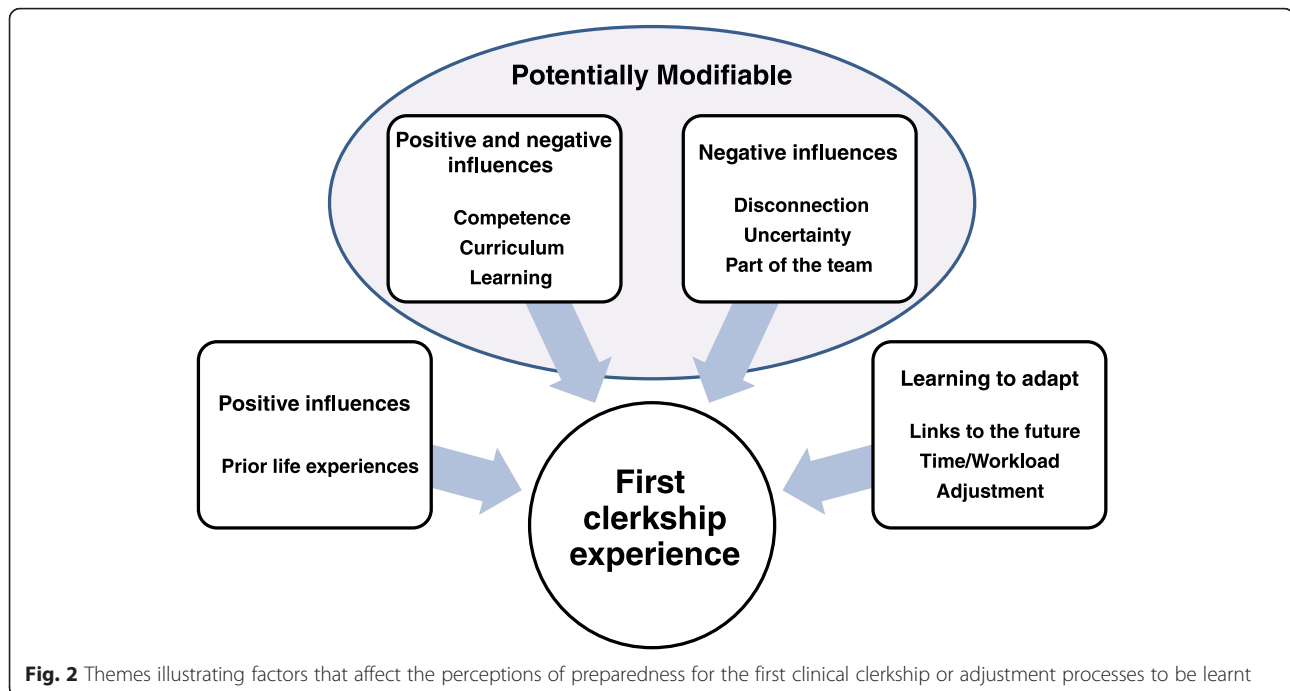 Potentially Modifiable
Positive and negative
influences
Competence
Curriculum
Learning
Negative influences
Disconnection
Uncertainty
Part of the team
Positive influences
Prior life experiences
Learning to adapt
Links to the future
Time/Workload
Adjustment
First
clerkship
experience
Fig. 2 Themes illustrating factors that affect the perceptions of preparedness for the first clinical clerkship or adjustment processes to be learnt